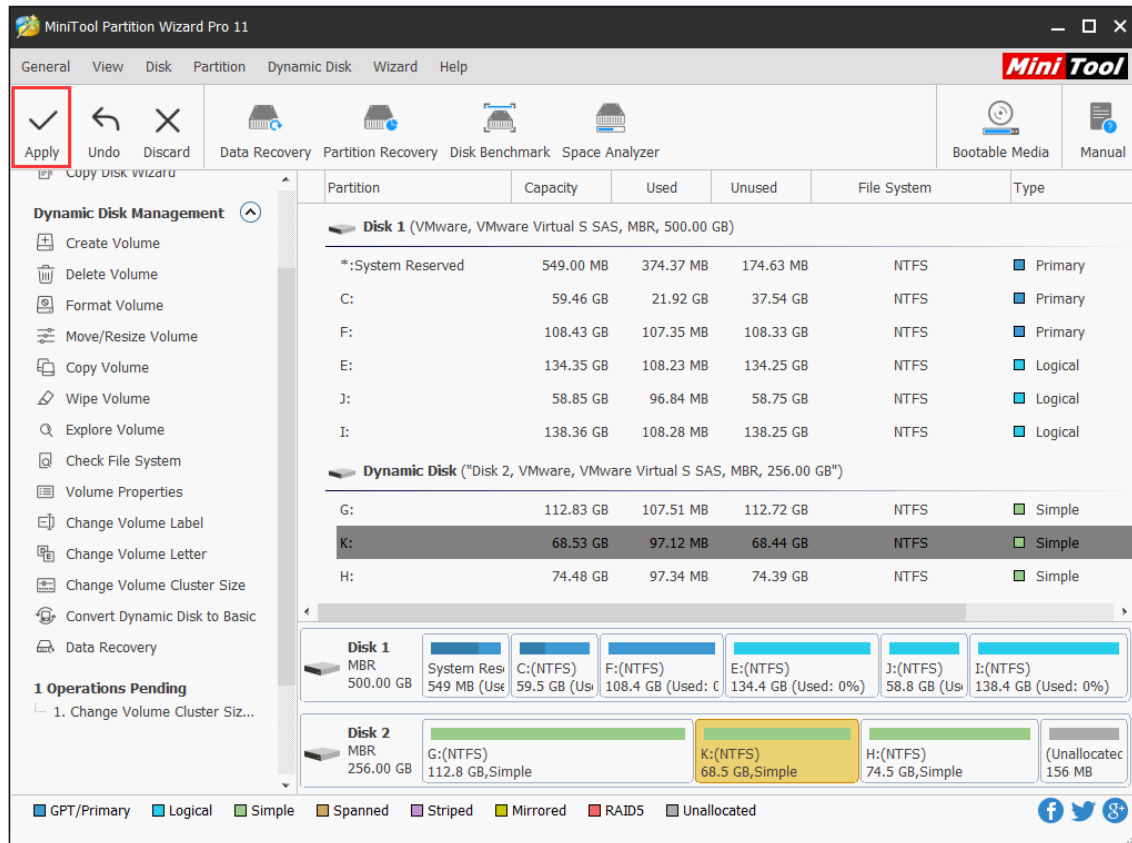 MiniTool Partition Wizard Pro 11
General View Disk Partition Dynamic Disk Wizard Help
Mini Tool
Apply Undo Discard Data Recovery Partition Recovery Disk Benchmark Space Analyzer Bootable Media Manual
Copy Disk Wizard
Dynamic Disk Management
Create Volume
Delete Volume
Format Volume
Move/Resize Volume
Copy Volume
Wipe Volume
Explore Volume
Check File System
Volume Properties
Change Volume Label
Change Volume Letter
Change Volume Cluster Size
Convert Dynamic Disk to Basic
Data Recovery
1 Operations Pending
1. Change Volume Cluster Siz...
Partition Capacity Used Unused File System Type
Disk 1 (VMware, VMware Virtual S SAS, MBR, 500.00 GB)
*:System Reserved 549.00 MB 374.37 MB 174.63 MB NTFS Primary
C: 59.46 GB 21.92 GB 37.54 GB NTFS Primary
F: 108.43 GB 107.35 MB 108.33 GB NTFS Primary
E: 134.35 GB 108.23 MB 134.25 GB NTFS Logical
J: 58.85 GB 96.84 MB 58.75 GB NTFS Logical
I: 138.36 GB 108.28 MB 138.25 GB NTFS Logical
Dynamic Disk ("Disk 2, VMware, VMware Virtual S SAS, MBR, 256.00 GB")
G: 112.83 GB 107.51 MB 112.72 GB NTFS Simple
K: 68.53 GB 97.12 MB 68.44 GB NTFS Simple
H: 74.48 GB 97.34 MB 74.39 GB NTFS Simple
Disk 1
MBR
500.00 GB
System Res
549 MB (Use
C:(NTFS)
59.5 GB (Us
F:(NTFS)
108.4 GB (Used: 
E:(NTFS)
134.4 GB (Used: 0%)
J:(NTFS)
58.8 GB (Us
I:(NTFS)
138.4 GB (Used: 0%)
Disk 2
MBR
256.00 GB
G:(NTFS)
112.8 GB,Simple
K:(NTFS)
68.5 GB,Simple
H:(NTFS)
74.5 GB,Simple
(Unallocatec
156 MB
GPT/Primary Logical Simple Spanned Striped Mirrored RAID5 Unallocated